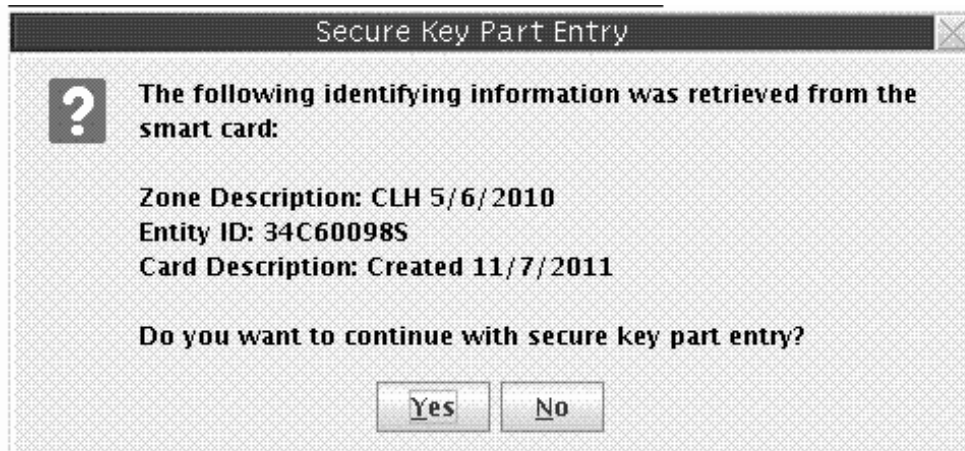 Secure Key Part Entry
The following identifying information was retrieved from the
smart card:
Zone Description: CLH 5/6/2010
Entity ID: 34C60098S
Card Description: Created 11/7/2011
Do you want to continue with secure key part entry?
Yes No